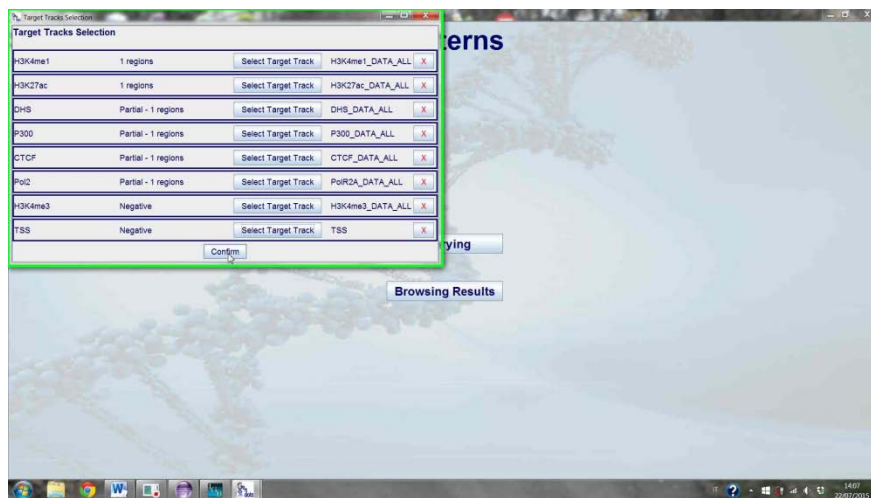 Target Tracks Selection
Target Tracks Selection
erns
H3K4me1 1 regions Select Target Track H3K4me1_DATA_ALL X
H3K27ac 1 regions Select Target Track H3K27ac_DATA_ALL X
DHS Partial - 1 regions Select Target Track DHS_DATA_ALL X
P300 Partial - 1 regions Select Target Track P300_DATA_ALL X
CTCF Partial - 1 regions Select Target Track CTCF_DATA_ALL X
Pol2 Partial - 1 regions Select Target Track PolR2A_DATA_ALL X
H3K4me3 Negative Select Target Track H3K4me3_DATA_ALL X
TSS Negative Select Target Track TSS X
Confirm
ying
Browsing Results
IT
14:07
22/07/2015